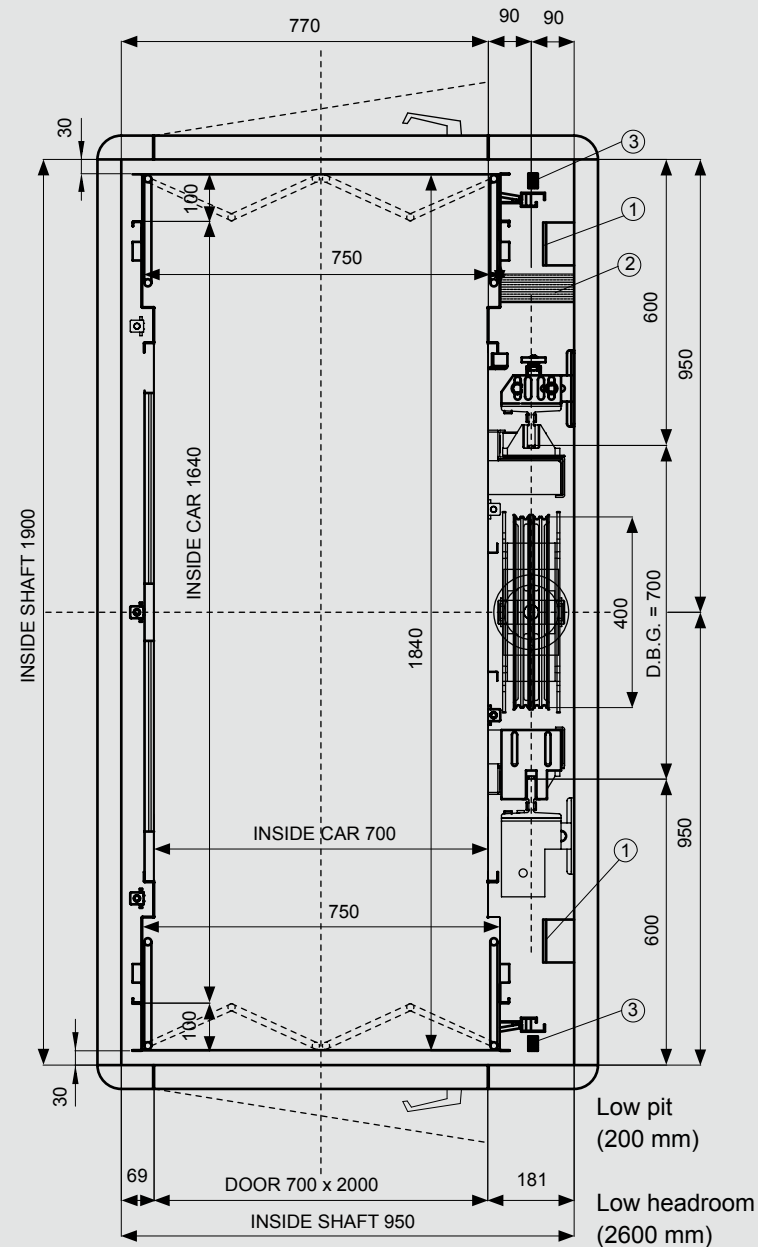 770
90
90
30
3
100
1
750
2
600
950
INSIDE SHAFT 1900
INSIDE CAR 1640
1840
400
D.B.G. = 700
INSIDE CAR 700
750
1
950
600
100
3
30
Low pit
(200 mm)
69
DOOR 700 x 2000
181
INSIDE SHAFT 950
Low headroom
(2600 mm)